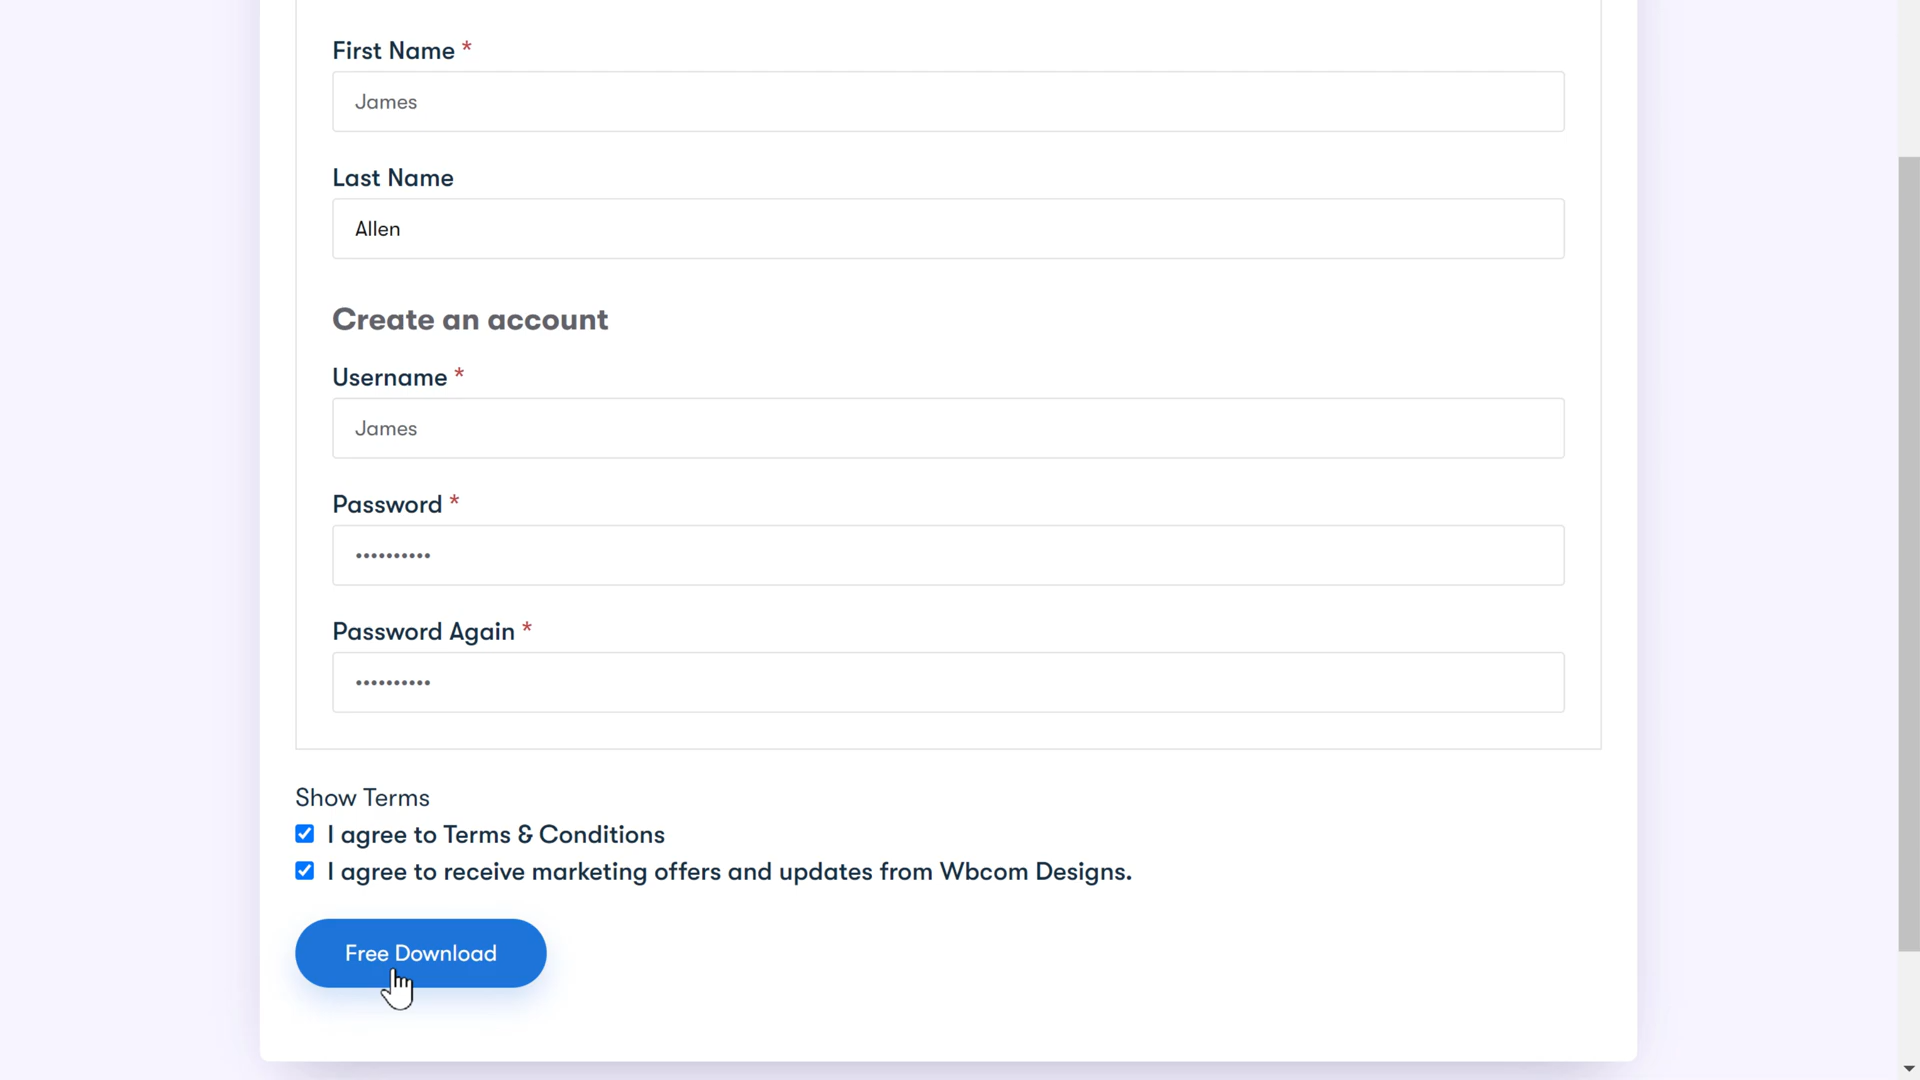 First Name *
James
Last Name
Allen
Create an account
Username *
James
Password *
••••••••••
Password Again *
••••••••••
Show Terms
I agree to Terms & Conditions
I agree to receive marketing offers and updates from Wbcom Designs.
Free Download